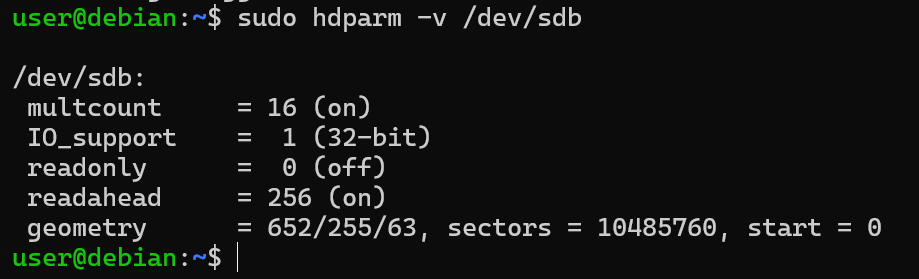 user@debian:~$ sudo hdparm -v /dev/sdb
/dev/sdb:
 multcount     = 16 (on)
 IO_support    =  1 (32-bit)
 readonly      =  0 (off)
 readahead     = 256 (on)
 geometry      = 652/255/63, sectors = 10485760, start = 0
user@debian:~$